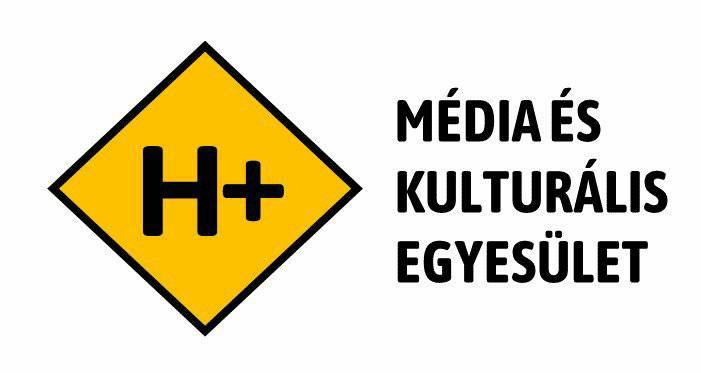 H+
MÉDIA ÉS
KULTURÁLIS
EGYESÜLET